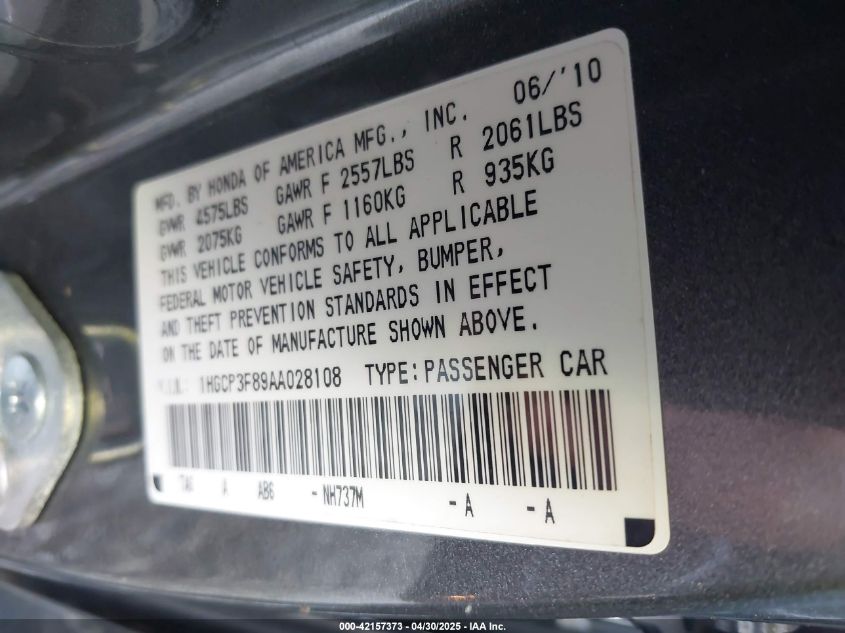 MFD. BY HONDA OF AMERICA MFG., INC. 06/'10
GVWR 4575LBS GAWR F 2557LBS R 2061LBS
GVWR 2075KG GAWR F 1160KG R 935KG
THIS VEHICLE CONFORMS TO ALL APPLICABLE
FEDERAL MOTOR VEHICLE SAFETY, BUMPER,
AND THEFT PREVENTION STANDARDS IN EFFECT
ON THE DATE OF MANUFACTURE SHOWN ABOVE.
V.I.N.: 1HGCP3F89AA028108 TYPE:PASSENGER CAR
TA0 A AB6 -NH737M -A -A
000-42157373 - 04/30/2025 - IAA Inc.